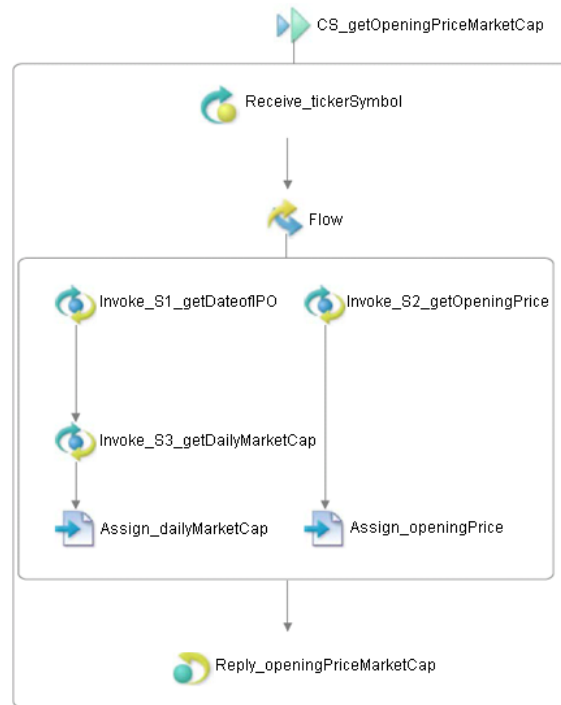 CS_getOpeningPriceMarketCap
Receive_tickerSymbol
Flow
Invoke_S1_getDateofIPO
Invoke_S2_getOpeningPrice
Invoke_S3_getDailyMarketCap
Assign_dailyMarketCap
Assign_openingPrice
Reply_openingPriceMarketCap